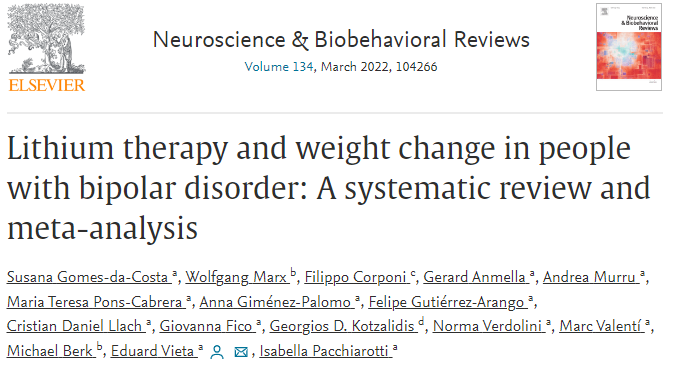 Neuroscience & Biobehavioral Reviews
Volume 134, March 2022, 104266
ELSEVIER
Neuroscience
& Biobehavioral
Reviews
Lithium therapy and weight change in people
with bipolar disorder: A systematic review and
meta-analysis
Susana Gomes-da-Costa a, Wolfgang Marx b, Filippo Corponi c, Gerard Anmella a, Andrea Murru a,
Maria Teresa Pons-Cabrera a, Anna Giménez-Palomo a, Felipe Gutiérrez-Arango a,
Cristian Daniel Llach a, Giovanna Fico a, Georgios D. Kotzalidis d, Norma Verdolini a, Marc Valentí a,
Michael Berk b, Eduard Vieta a, Isabella Pacchiarotti a